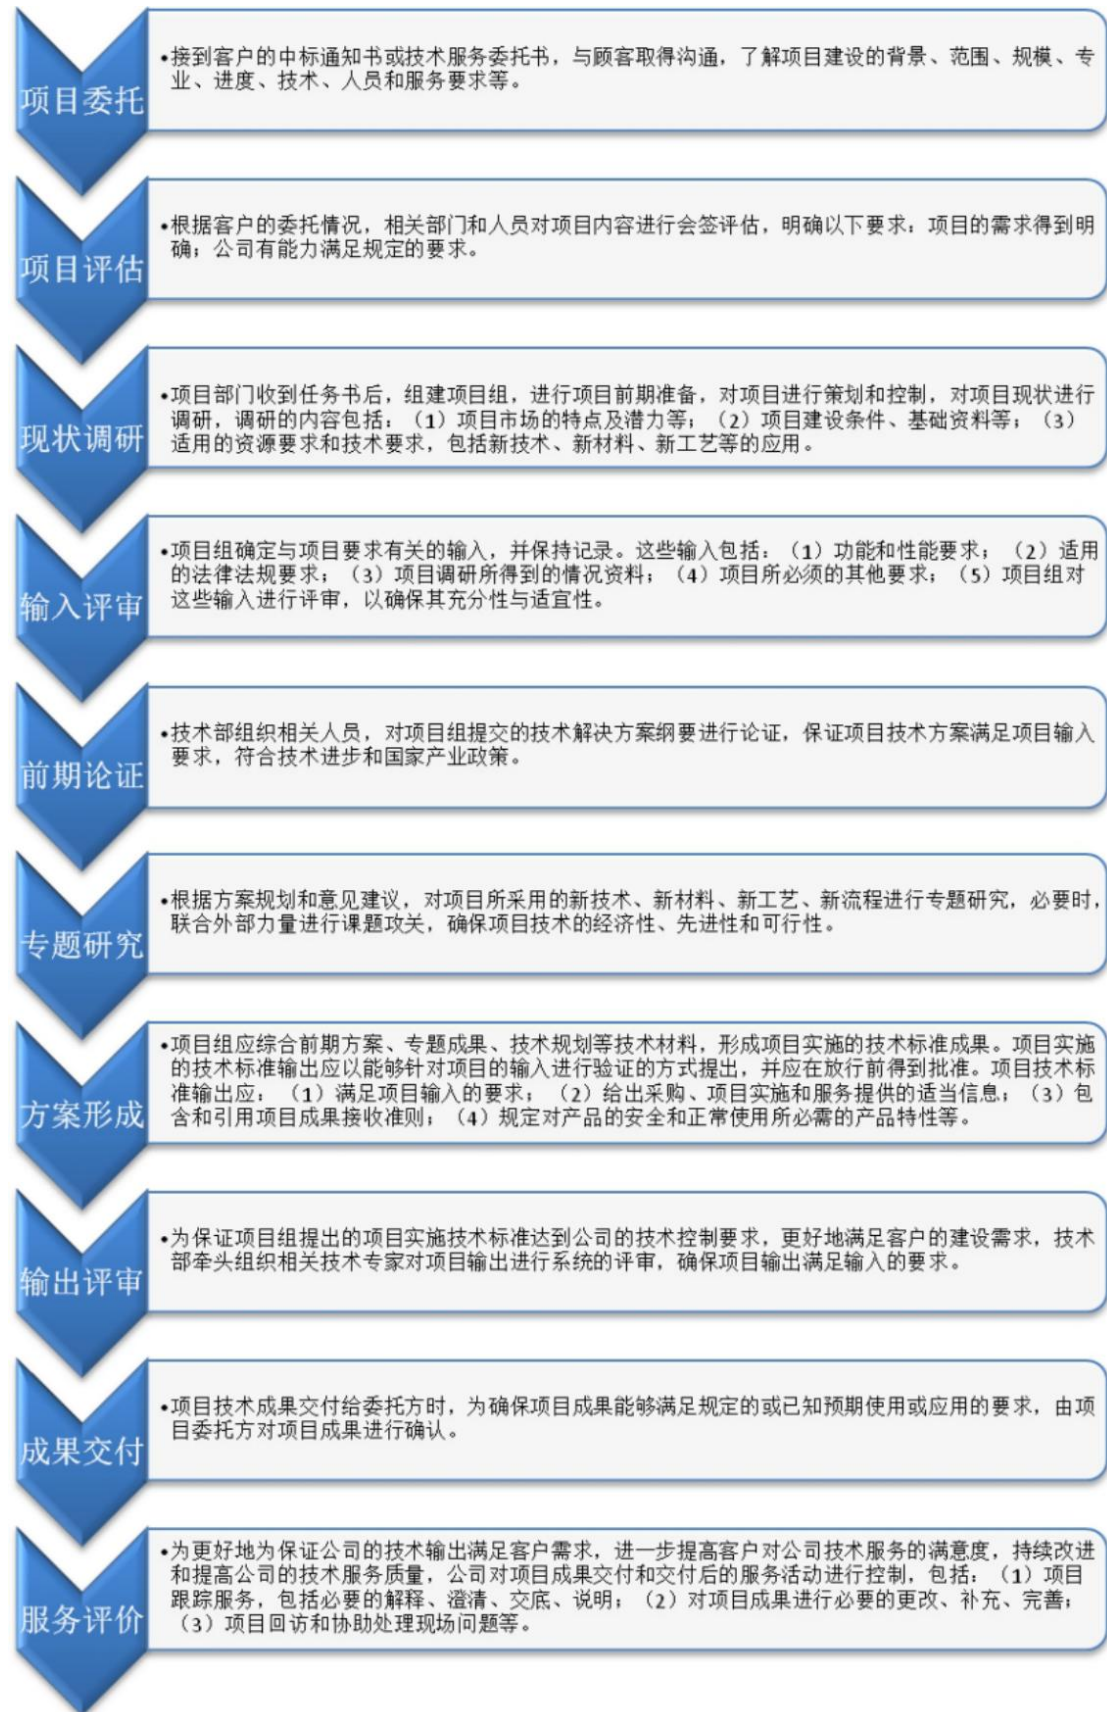 项目委托
•接到客户的中标通知书或技术服务委托书，与顾客取得沟通，了解项目建设的背景、范围、规模、专
业、进度、技术、人员和服务要求等。
项目评估
•根据客户的委托情况，相关部门和人员对项目内容进行会签评估，明确以下要求：项目的需求得到明
确；公司有能力满足规定的要求。
现状调研
•项目部门收到任务书后，组建项目组，进行项目前期准备，对项目进行策划和控制，对项目现状进行
调研，调研的内容包括：（1）项目市场的特点及潜力等；（2）项目建设条件、基础资料等；（3）
适用的资源要求和技术要求，包括新技术、新材料、新工艺等的应用。
输入评审
•项目组确定与项目要求有关的输入，并保持记录。这些输入包括：（1）功能和性能要求；（2）适用
的法律法规要求；（3）项目调研所得到的情况资料；（4）项目所必须的其他要求；（5）项目组对
这些输入进行评审，以确保其充分性与适宜性。
前期论证
•技术部组织相关人员，对项目组提交的技术解决方案纲要进行论证，保证项目技术方案满足项目输入
要求，符合技术进步和国家产业政策。
专题研究
•根据方案规划和意见建议，对项目所采用的新技术、新材料、新工艺、新流程进行专题研究，必要时，
联合外部力量进行课题攻关，确保项目技术的经济性、先进性和可行性。
方案形成
•项目组应综合前期方案、专题成果、技术规划等技术材料，形成项目实施的技术标准成果。项目实施
的技术标准输出应以能够针对项目的输入进行验证的方式提出，并应在放行前得到批准。项目技术标
准输出应：（1）满足项目输入的要求；（2）给出采购、项目实施和服务提供的适当信息；（3）包
含和引用项目成果接收准则；（4）规定对产品的安全和正常使用所必需的产品特性等。
输出评审
•为保证项目组提出的项目实施技术标准达到公司的技术控制要求，更好地满足客户的建设需求，技术
部牵头组织相关技术专家对项目输出进行系统的评审，确保项目输出满足输入的要求。
成果交付
•项目技术成果交付给委托方时，为确保项目成果能够满足规定的或已知预期使用或应用的要求，由项
目委托方对项目成果进行确认。
服务评价
•为更好地为保证公司的技术输出满足客户需求，进一步提高客户对公司技术服务的满意度，持续改进
和提高公司的技术服务质量，公司对项目成果交付和交付后的服务活动进行控制，包括：（1）项目
跟踪服务，包括必要的解释、澄清、交底、说明；（2）对项目成果进行必要的更改、补充、完善；
（3）项目回访和协助处理现场问题等。